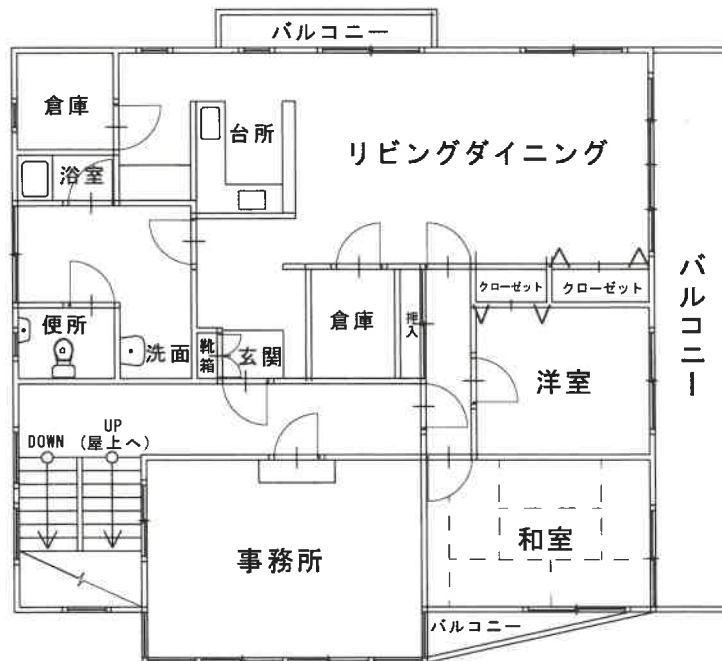 バルコニー
倉庫
台所
リビングダイニング
浴室
バルコニー
クローゼット
クローゼット
便所
洗面
靴箱
玄関
倉庫
押入
洋室
DOWN
UP
(屋上へ)
事務所
和室
バルコニー